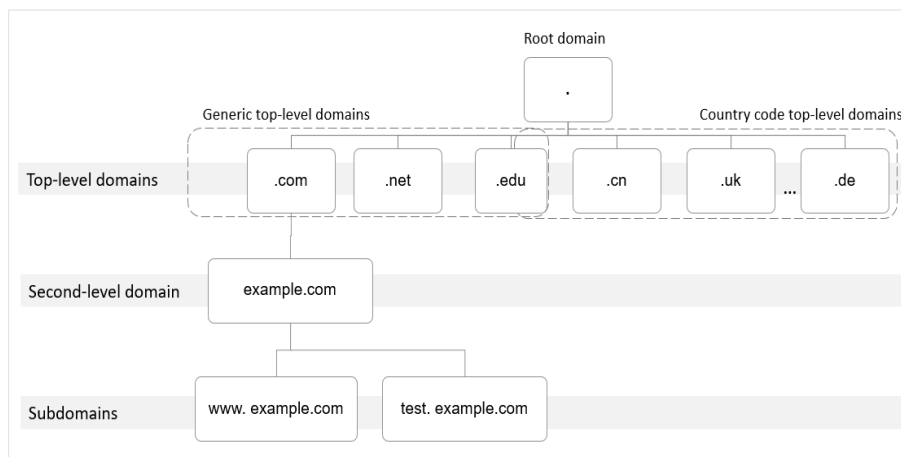 Root domain
.
Generic top-level domains
Country code top-level domains
Top-level domains
.com
.net
.edu
.cn
.uk
...
.de
Second-level domain
example.com
Subdomains
www. example.com
test. example.com